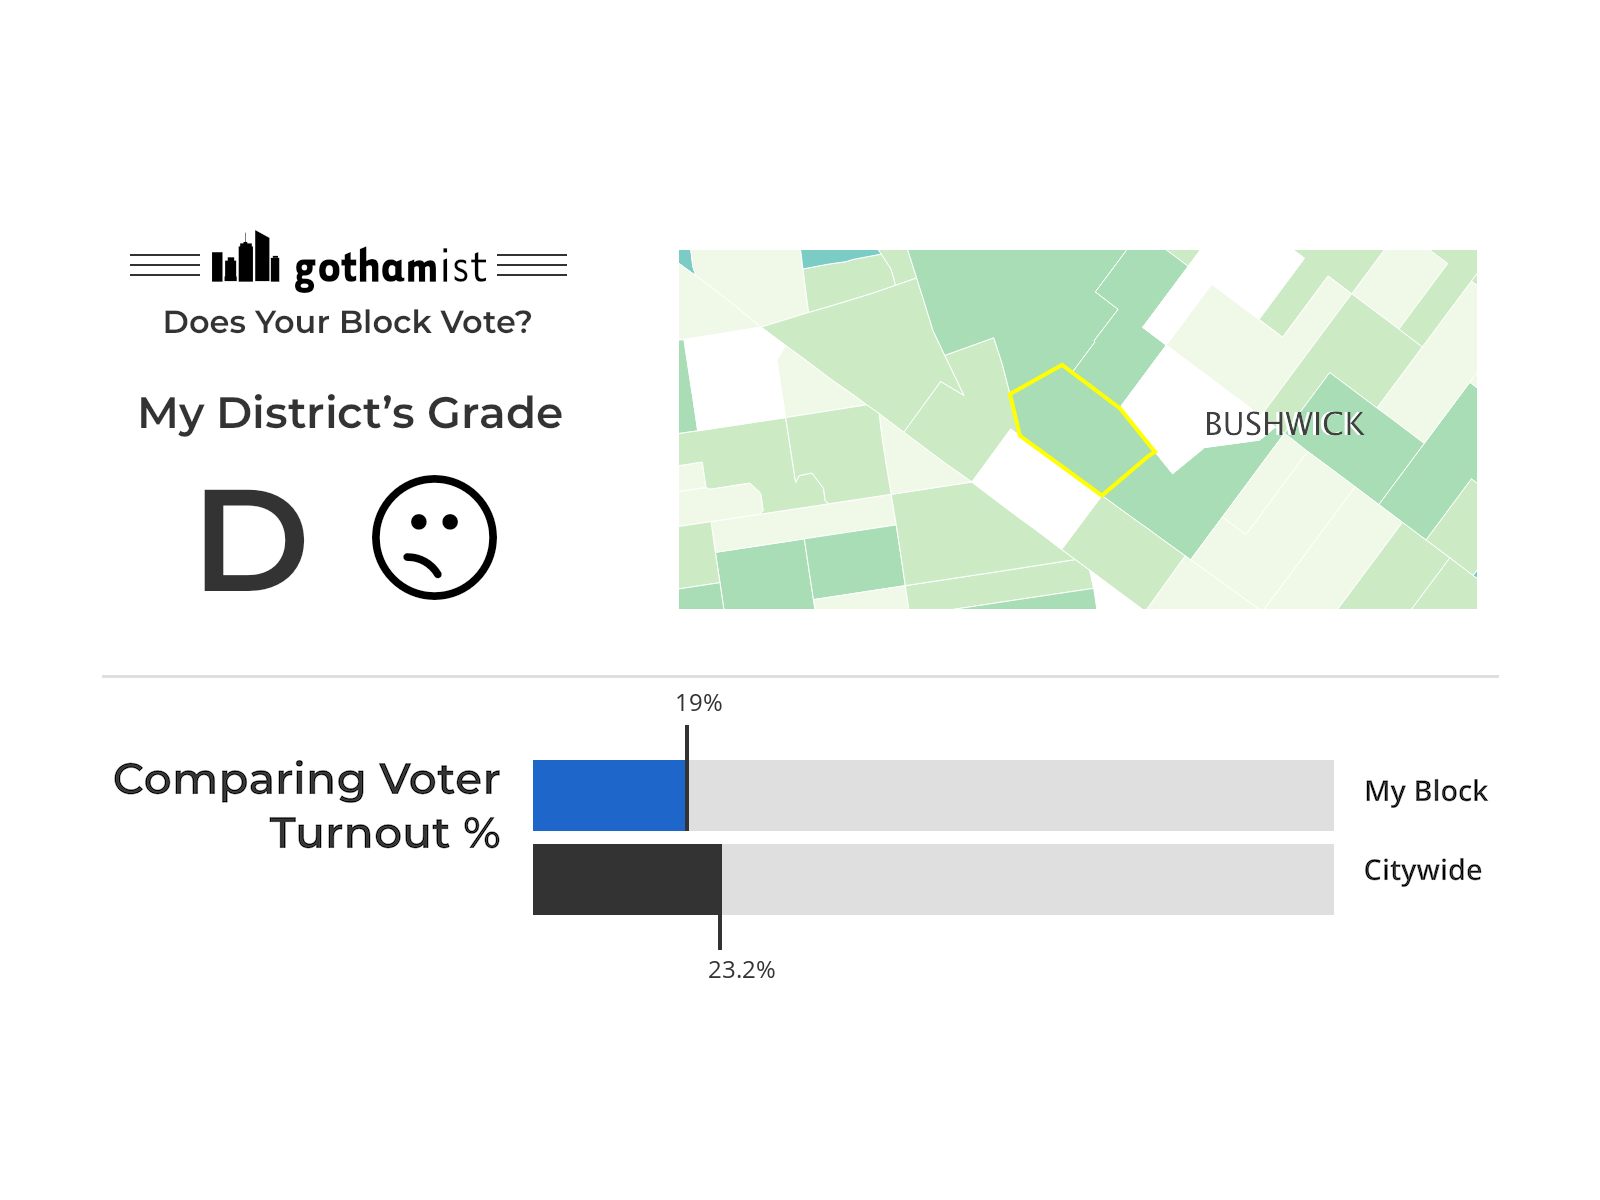 gothamist
Does Your Block Vote?
My District’s Grade
D
BUSHWICK
19%
Comparing Voter
Turnout %
My Block
Citywide
23.2%